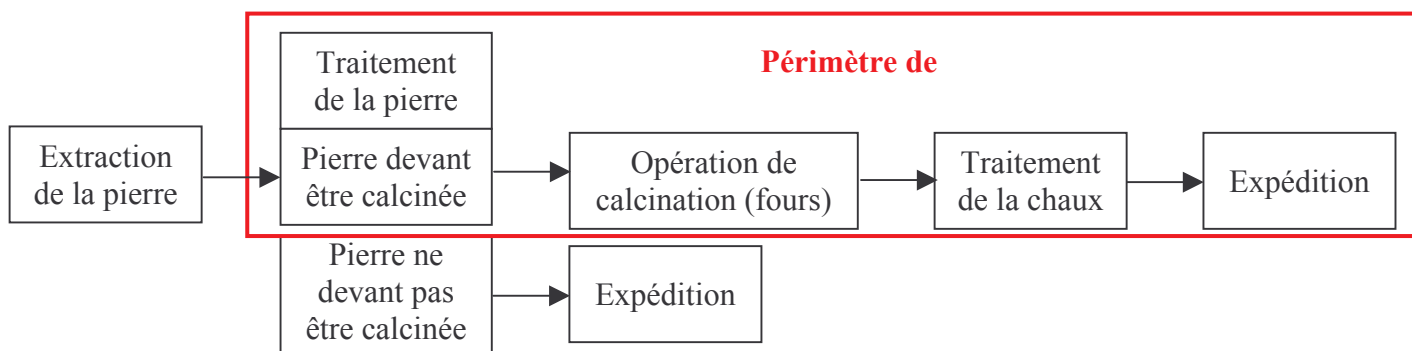 Traitement
de la pierre
Périmètre de
Extraction
de la pierre
Pierre devant
être calcinée
Opération de
calcination (fours)
Traitement
de la chaux
Expédition
Pierre ne
devant pas
être calcinée
Expédition